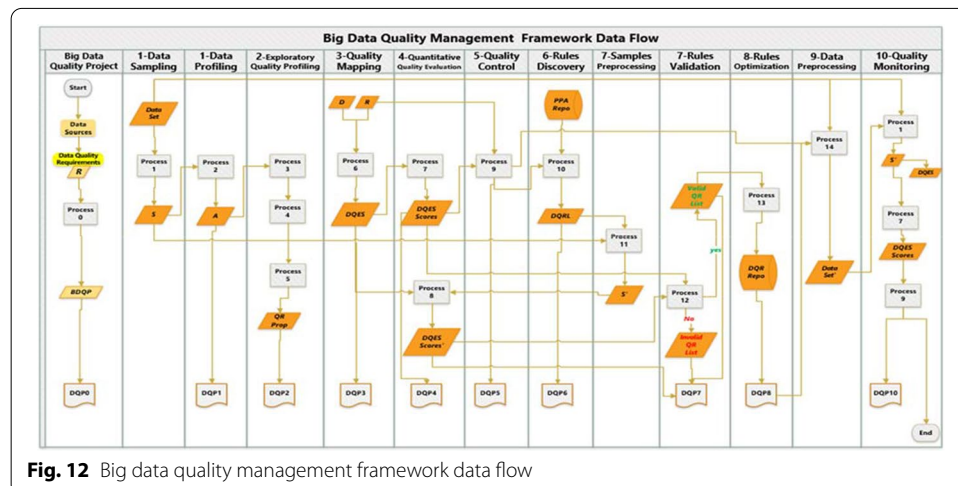 Big Data Quality Management Framework Data Flow
Big Data
Quality Project
1-Data
Sampling
1-Data
Profiling
2-Exploratory
Quality Profiling
3-Quality
Mapping
4-Quantitative
Quality Evaluation
5-Quality
Control
6-Rules
Discovery
7-Samples
Preprocessing
7-Rules
Validation
8-Rules
Optimization
9-Data
Preprocessing
10-Quality
Monitoring
Start
Data
Sources
Data Quality
Requirements
R
Process
0
BDQP
DQP0
Data
Set
Process
1
S
Process
2
A
DQP1
Process
3
Process
4
Process
5
QR
Prop
DQP2
D
R
Process
6
DQES
DQP3
Process
7
DQES
Scores
Process
8
DQES
Scores'
DQP4
Process
9
DQP5
PPA
Repo
Process
10
DQRL
DQP6
Process
11
S'
Valid
QR
List
yes
Process
12
No
Invalid
QR
List
DQP7
Process
13
DQR
Repo
DQP8
Process
14
Data
Set'
Process
1
S'
DQES
Process
7
DQES
Scores
Process
9
DQP10
End
Fig. 12 Big data quality management framework data flow